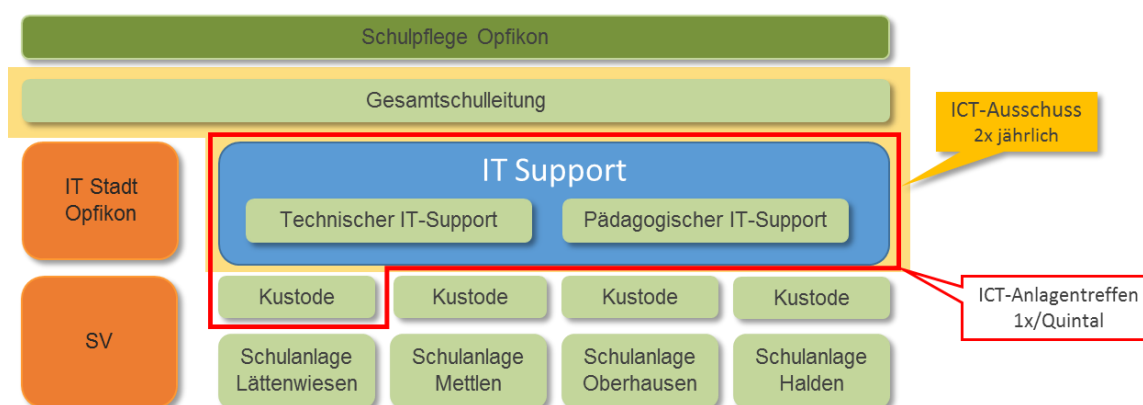 Schulpflege Opfikon
Gesamtschulleitung
ICT-Ausschuss
2x jährlich
IT Stadt
Opfikon
IT Support
Technischer IT-Support
Pädagogischer IT-Support
ICT-Anlagentreffen
1x/Quintal
SV
Kustode
Kustode
Kustode
Kustode
Schulanlage
Lättenwiesen
Schulanlage
Mettlen
Schulanlage
Oberhausen
Schulanlage
Halden